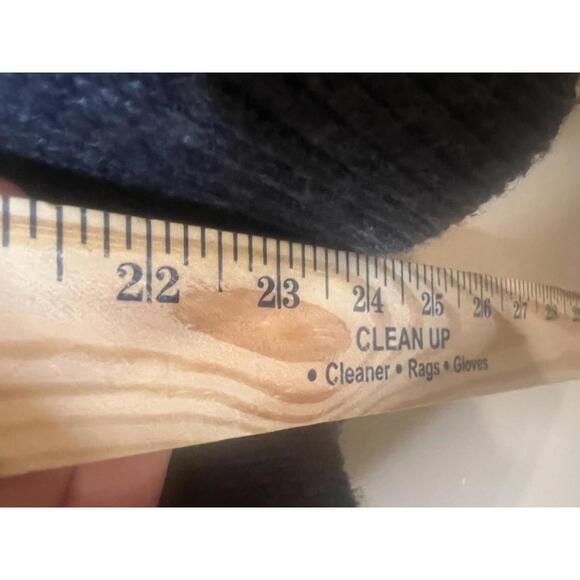 22 23 24 25 26 27 28
CLEAN UP
• Cleaner • Rags • Gloves